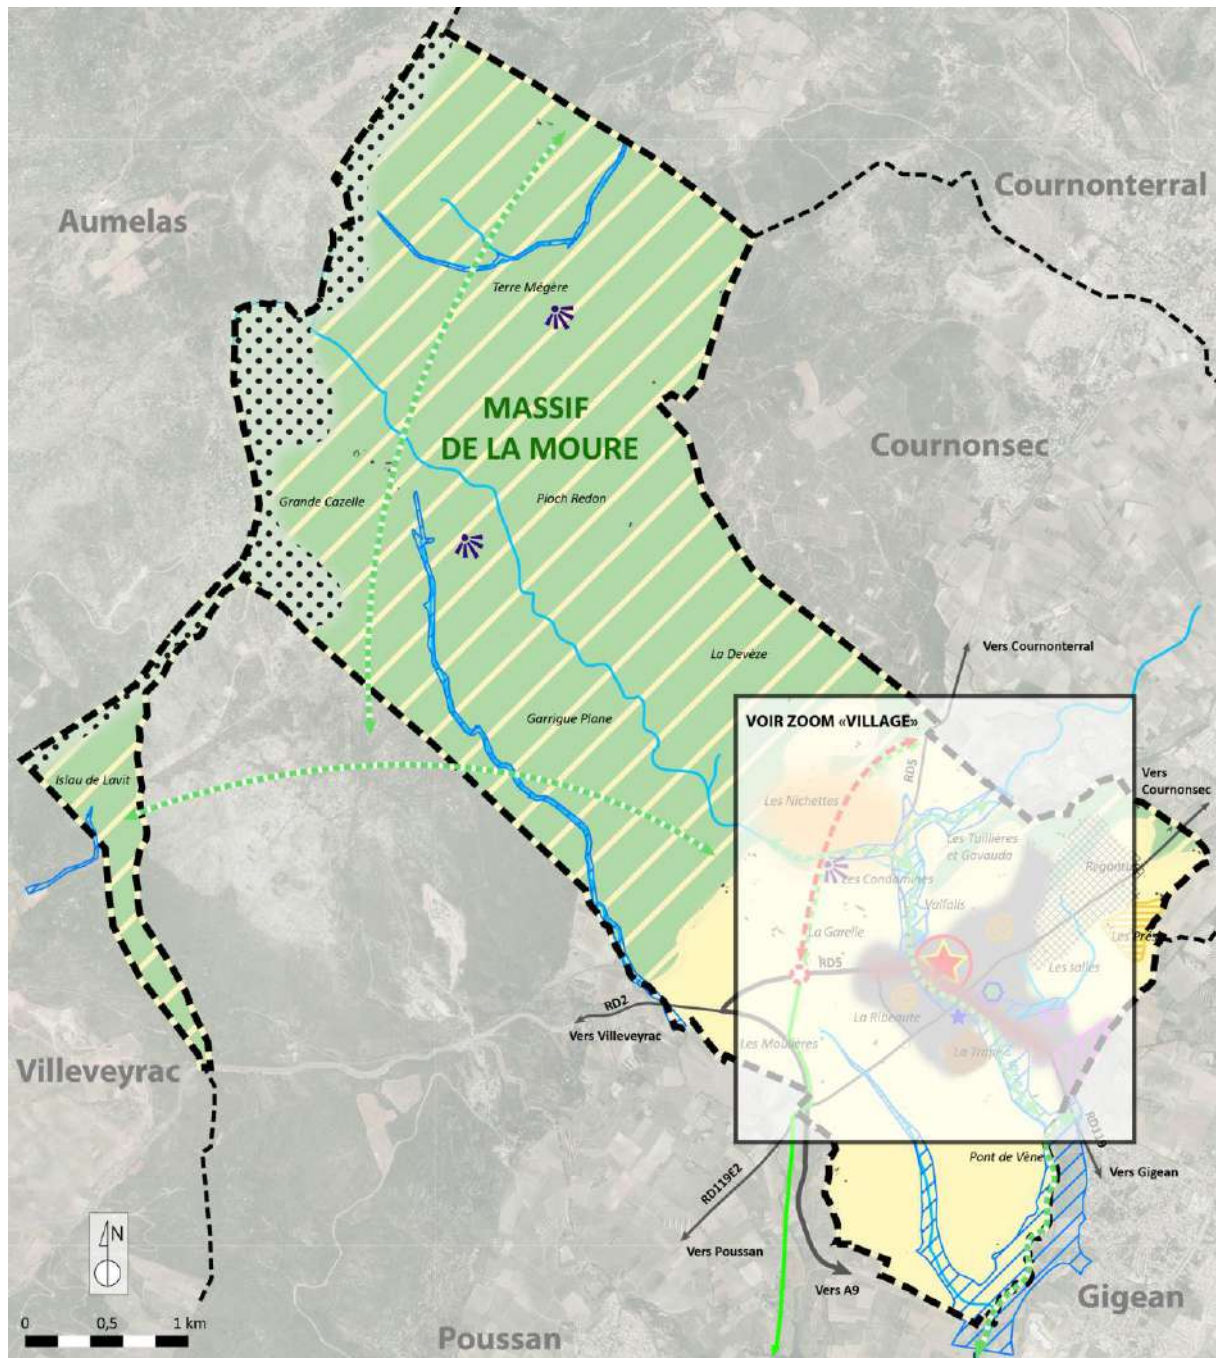 Cournonterral
Aumelas
Terre Mégère
MASSIF
DE LA MOURE
Cournonsec
Grande Cazelle
Pioch Redon
La Devèze
Vers Cournonterral
VOIR ZOOM «VILLAGE»
Garrigue Plane
RD5
Vers
Cournonsec
Islau de Lavit
Les Nichettes
Les Tuillières
et Gavauda
Les Condamines
Valfalis
La Garelle
Les Prés
RD5
Les salles
RD2
La Ribeaute
Vers Villeveyrac
Les Moulières
Villeveyrac
RD119
Pont de Vène
Vers Gigean
RD119E2
Vers Poussan
Vers A9
Gigean
N
0 0,5 1 km
Poussan